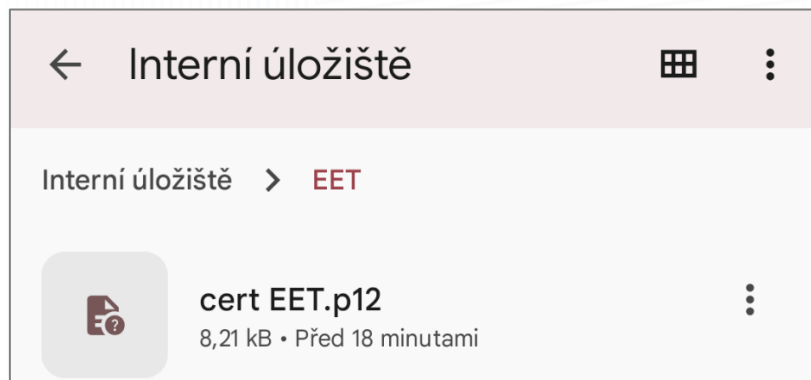 Interní úložiště
Interní úložiště > EET
cert EET.p12
8,21 kB • Před 18 minutami